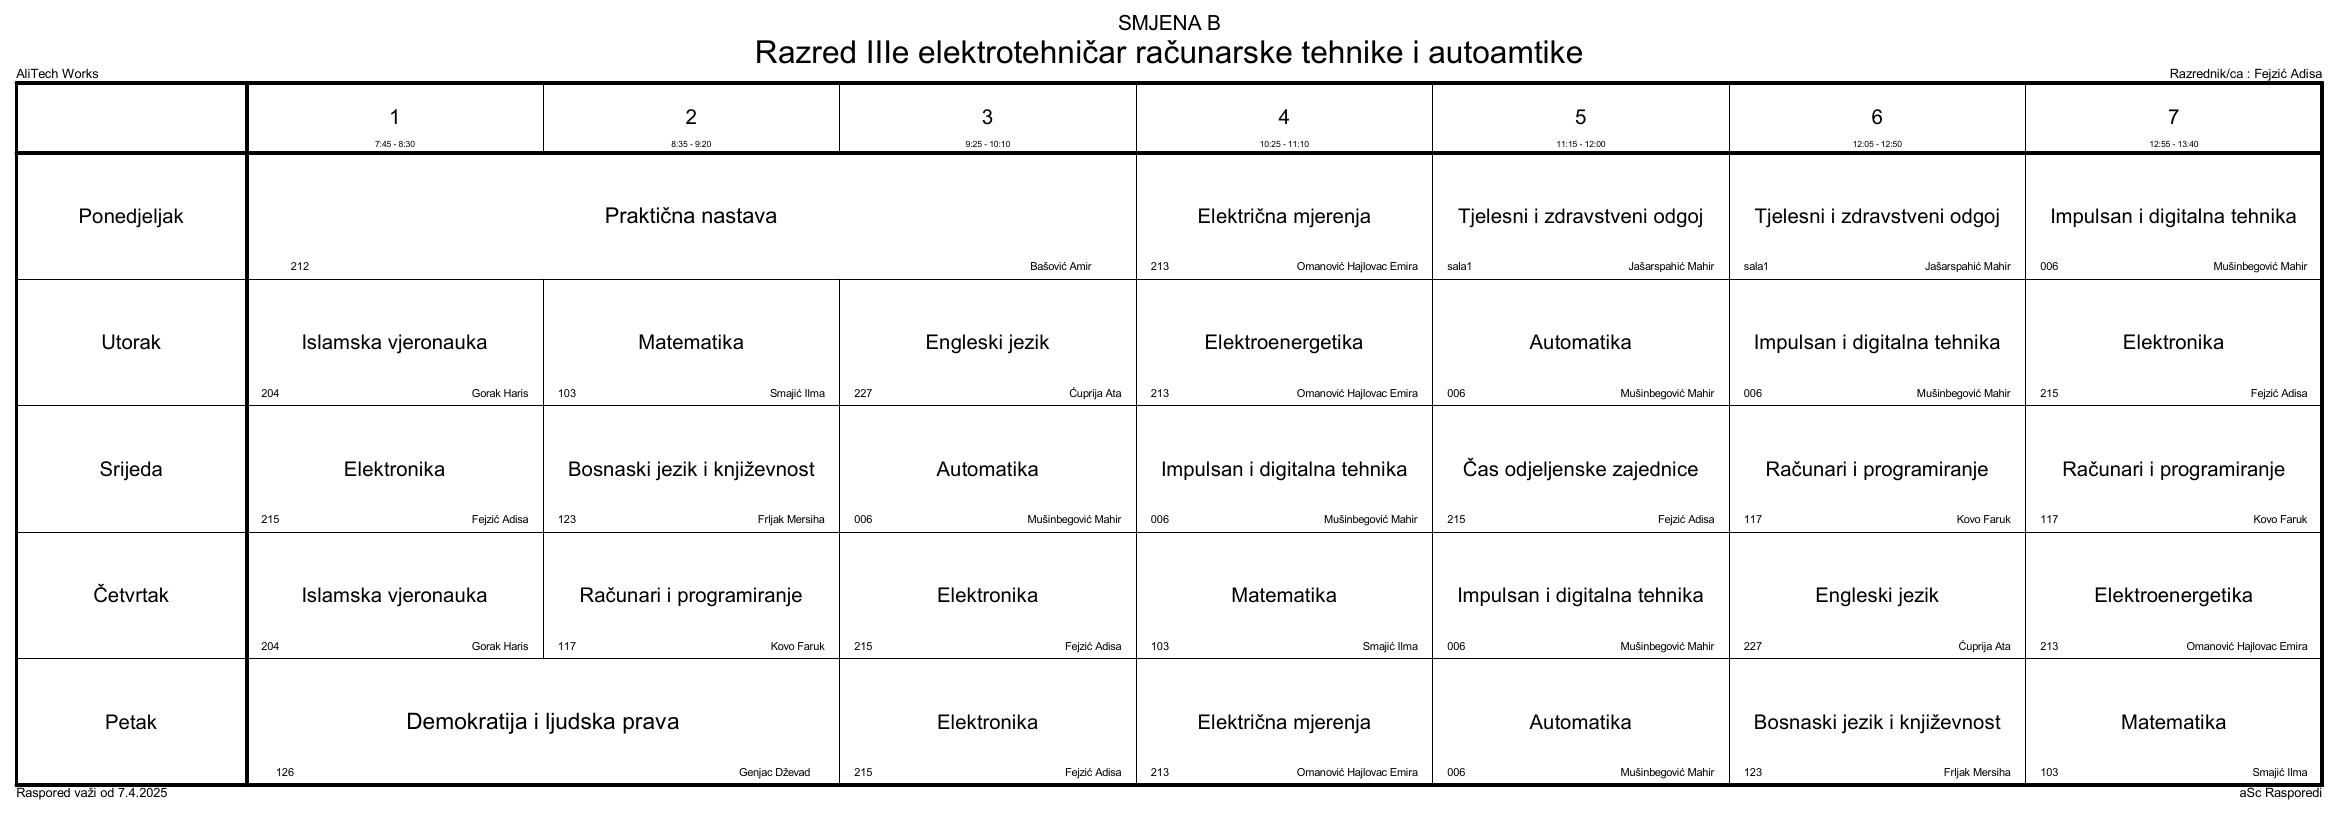 SMJENA B
Razred IIIe elektrotehničar računarske tehnike i autoamtike
AliTech Works
Razrednik/ca : Fejzić Adisa
1 2 3 4 5 6 7
7:45 - 8:30 8:35 - 9:20 9:25 - 10:10 10:25 - 11:10 11:15 - 12:00 12:05 - 12:50 12:55 - 13:40
Ponedjeljak Praktična nastava Električna mjerenja Tjelesni i zdravstveni odgoj Tjelesni i zdravstveni odgoj Impulsan i digitalna tehnika
212 Bašović Amir 213 Omanović Hajlovac Emira sala1 Jašarspahić Mahir sala1 Jašarspahić Mahir 006 Mušinbegović Mahir
Utorak Islamska vjeronauka Matematika Engleski jezik Elektroenergetika Automatika Impulsan i digitalna tehnika Elektronika
204 Gorak Haris 103 Smajić Ilma 227 Ćuprija Ata 213 Omanović Hajlovac Emira 006 Mušinbegović Mahir 006 Mušinbegović Mahir 215 Fejzić Adisa
Srijeda Elektronika Bosnaski jezik i književnost Automatika Impulsan i digitalna tehnika Čas odjeljenske zajednice Računari i programiranje Računari i programiranje
215 Fejzić Adisa 123 Frljak Mersiha 006 Mušinbegović Mahir 006 Mušinbegović Mahir 215 Fejzić Adisa 117 Kovo Faruk 117 Kovo Faruk
Četvrtak Islamska vjeronauka Računari i programiranje Elektronika Matematika Impulsan i digitalna tehnika Engleski jezik Elektroenergetika
204 Gorak Haris 117 Kovo Faruk 215 Fejzić Adisa 103 Smajić Ilma 006 Mušinbegović Mahir 227 Ćuprija Ata 213 Omanović Hajlovac Emira
Petak Demokratija i ljudska prava Elektronika Električna mjerenja Automatika Bosnaski jezik i književnost Matematika
126 Genjac Dževad 215 Fejzić Adisa 213 Omanović Hajlovac Emira 006 Mušinbegović Mahir 123 Frljak Mersiha 103 Smajić Ilma
Raspored važi od 7.4.2025
aSc Rasporedi